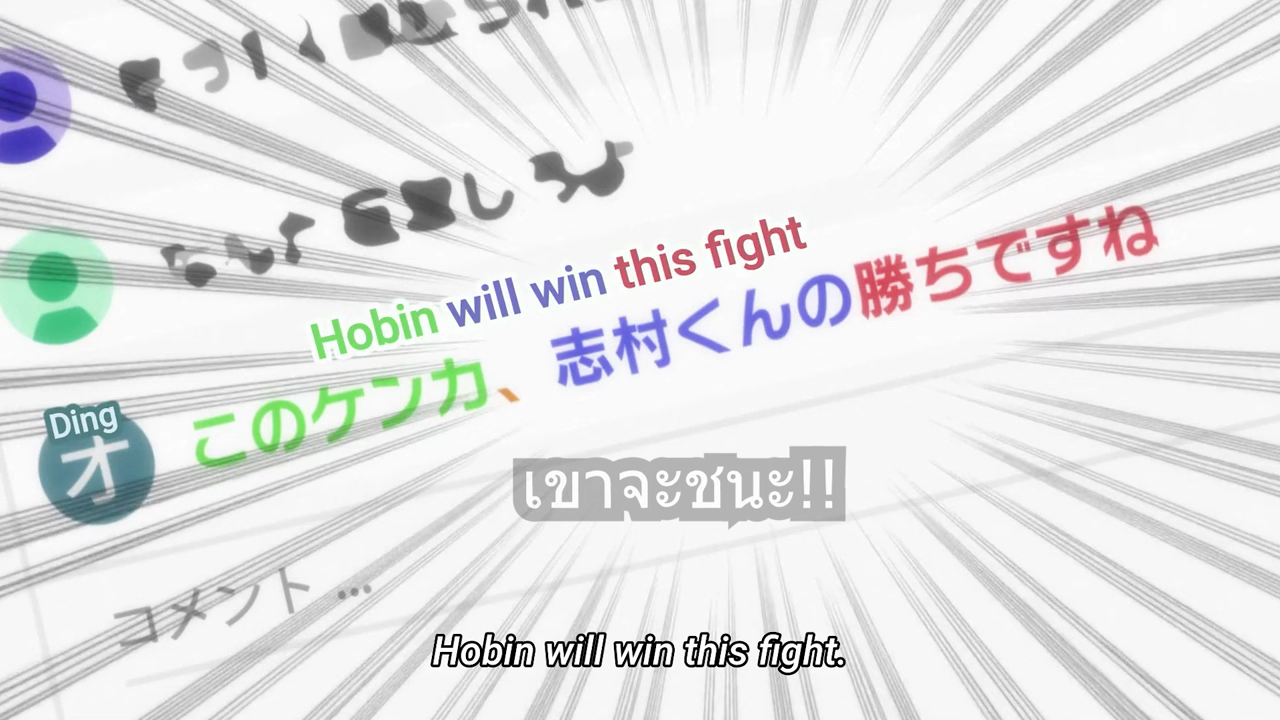 Hobin will win this fight
このケンカ、志村くんの勝ちですね
Ding
オ
เขาจะชนะ!!
コメント …
Hobin will win this fight.